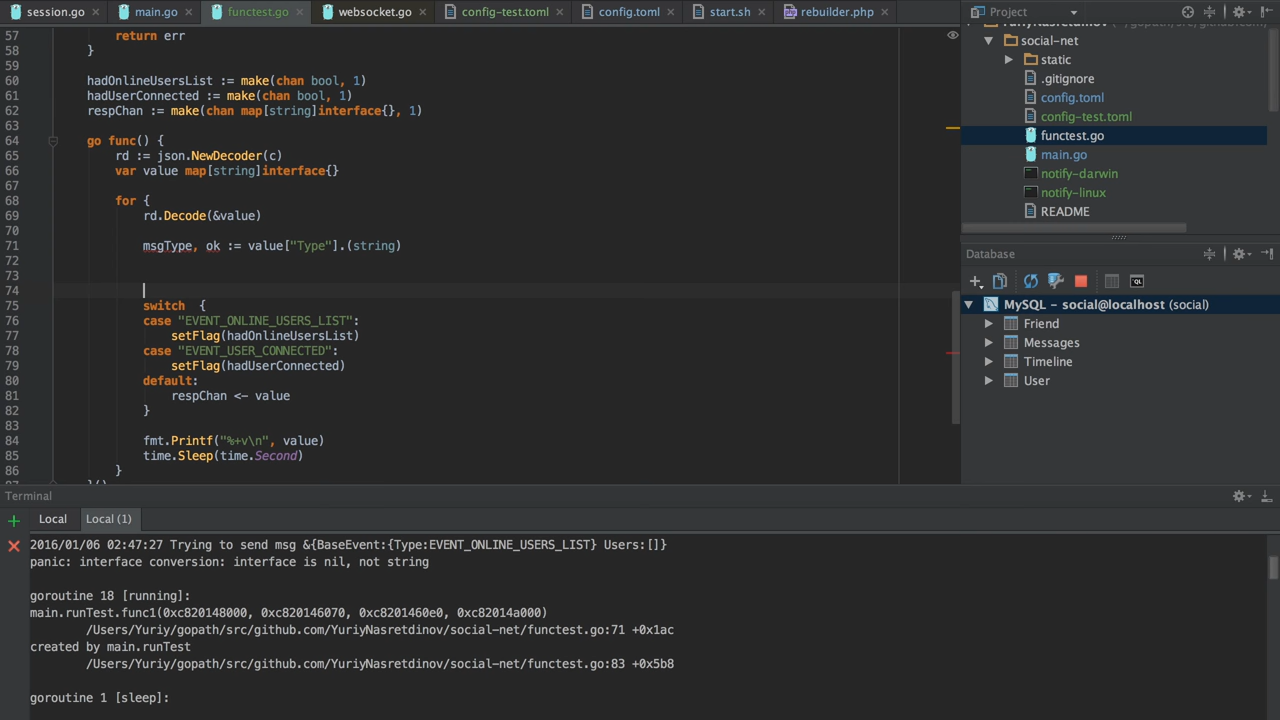 session.go
main.go
functest.go
websocket.go
config-test.toml
config.toml
start.sh
rebuilder.php
57 return err
58 }
59
60 hadOnlineUsersList := make(chan bool, 1)
61 hadUserConnected := make(chan bool, 1)
62 respChan := make(chan map[string]interface{}, 1)
63
64 go func() {
65 rd := json.NewDecoder(c)
66 var value map[string]interface{}
67
68 for {
69 rd.Decode(&value)
70
71 msgType, ok := value["Type"].(string)
72
73
74
75 switch {
76 case "EVENT_ONLINE_USERS_LIST":
77 setFlag(hadOnlineUsersList)
78 case "EVENT_USER_CONNECTED":
79 setFlag(hadUserConnected)
80 default:
81 respChan <- value
82 }
83
84 fmt.Printf("%+v\n", value)
85 time.Sleep(time.Second)
86 }
87 }()
Project
social-net
static
.gitignore
config.toml
config-test.toml
functest.go
main.go
notify-darwin
notify-linux
README
Database
QL
MySQL - social@localhost (social)
Friend
Messages
Timeline
User
Terminal
Local
Local (1)
2016/01/06 02:47:27 Trying to send msg &{BaseEvent:{Type:EVENT_ONLINE_USERS_LIST} Users:[]}
panic: interface conversion: interface is nil, not string
goroutine 18 [running]:
main.runTest.func1(0xc820148000, 0xc820146070, 0xc8201460e0, 0xc82014a000)
/Users/Yuriy/gopath/src/github.com/YuriyNasretdinov/social-net/functest.go:71 +0x1ac
created by main.runTest
/Users/Yuriy/gopath/src/github.com/YuriyNasretdinov/social-net/functest.go:83 +0x5b8
goroutine 1 [sleep]: